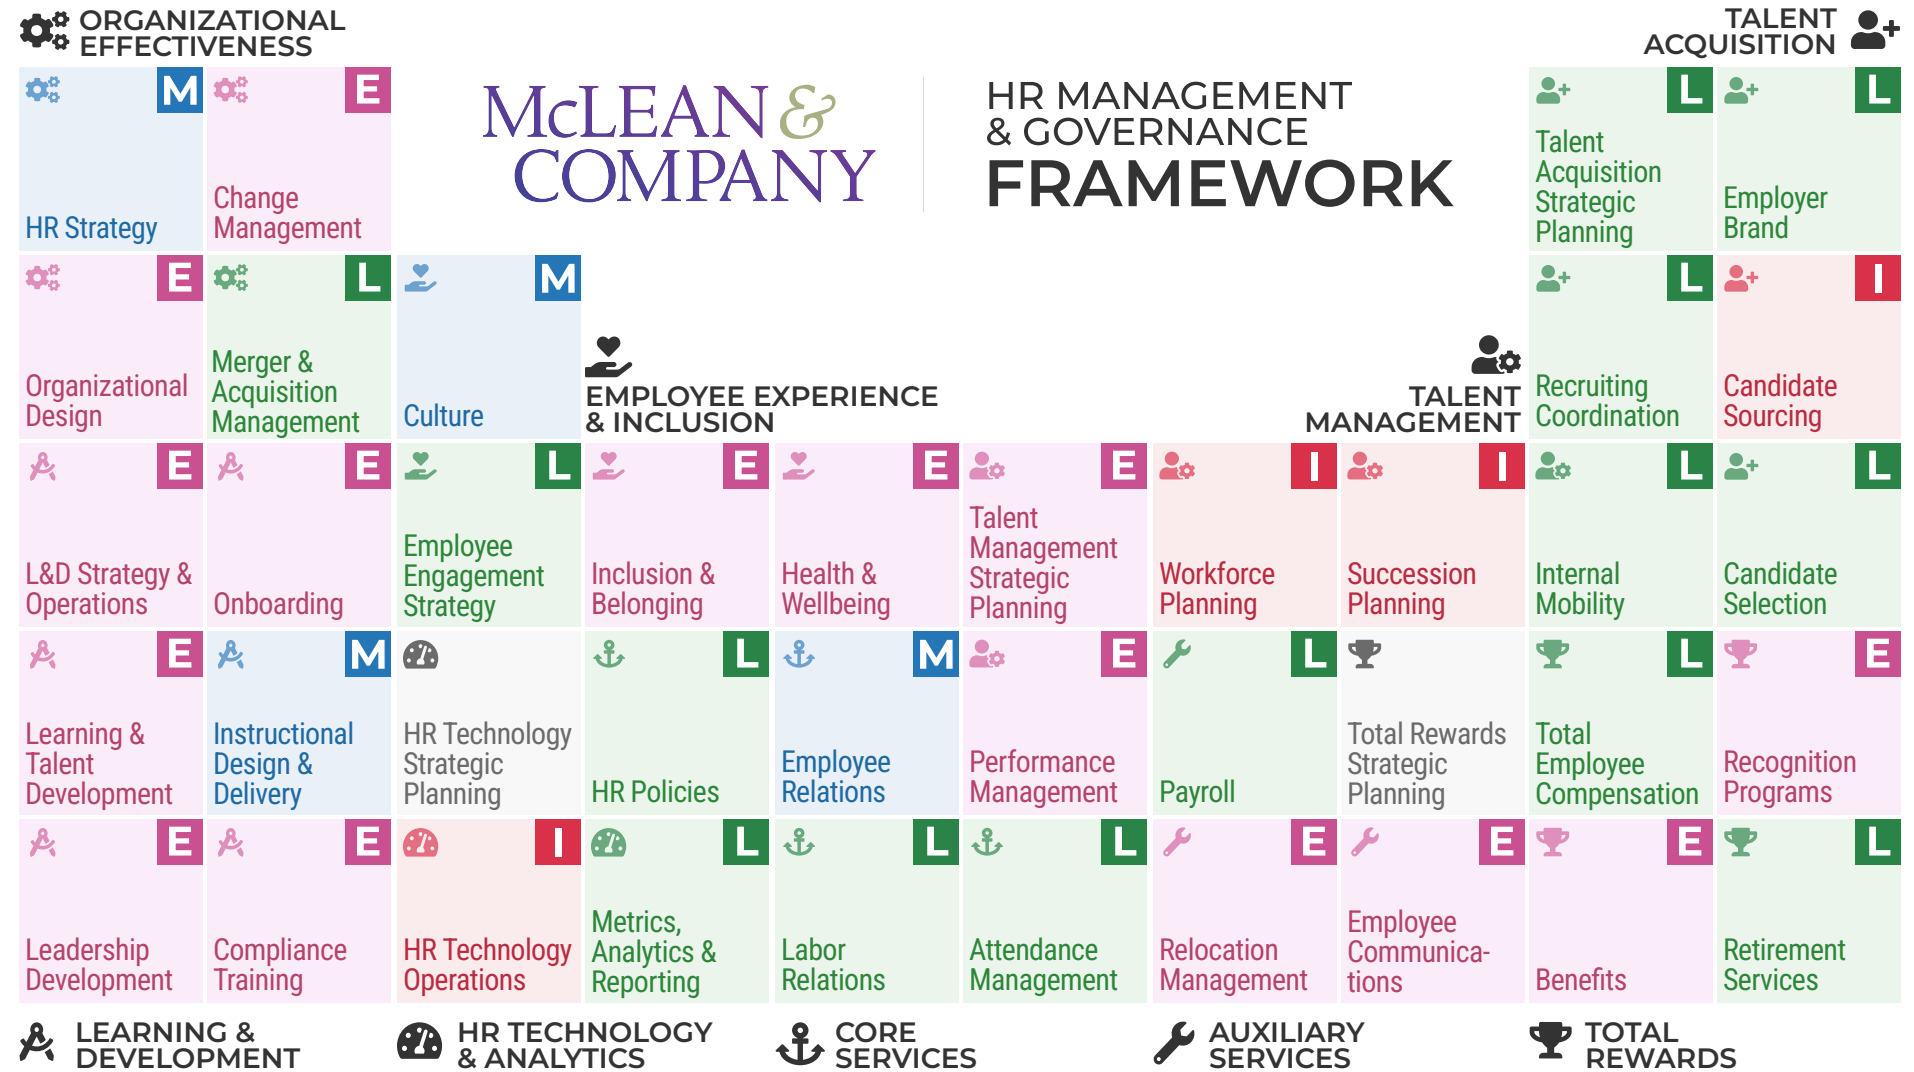 ORGANIZATIONAL
EFFECTIVENESS
TALENT
ACQUISITION
McLEAN &
COMPANY
HR MANAGEMENT
& GOVERNANCE
FRAMEWORK
M
HR Strategy
E
Change
Management
L
Talent
Acquisition
Strategic
Planning
L
Employer
Brand
E
Organizational
Design
L
Merger &
Acquisition
Management
M
Culture
EMPLOYEE EXPERIENCE
& INCLUSION
TALENT
MANAGEMENT
L
Recruiting
Coordination
I
Candidate
Sourcing
E
L&D Strategy &
Operations
E
Onboarding
L
Employee
Engagement
Strategy
E
Inclusion &
Belonging
E
Health &
Wellbeing
E
Talent
Management
Strategic
Planning
I
Workforce
Planning
I
Succession
Planning
L
Internal
Mobility
L
Candidate
Selection
E
Learning &
Talent
Development
M
Instructional
Design &
Delivery
HR Technology
Strategic
Planning
L
HR Policies
M
Employee
Relations
E
Performance
Management
L
Payroll
Total Rewards
Strategic
Planning
L
Total
Employee
Compensation
E
Recognition
Programs
E
Leadership
Development
E
Compliance
Training
I
HR Technology
Operations
L
Metrics,
Analytics &
Reporting
L
Labor
Relations
L
Attendance
Management
E
Relocation
Management
E
Employee
Communica-
tions
E
Benefits
L
Retirement
Services
LEARNING &
DEVELOPMENT
HR TECHNOLOGY
& ANALYTICS
CORE
SERVICES
AUXILIARY
SERVICES
TOTAL
REWARDS